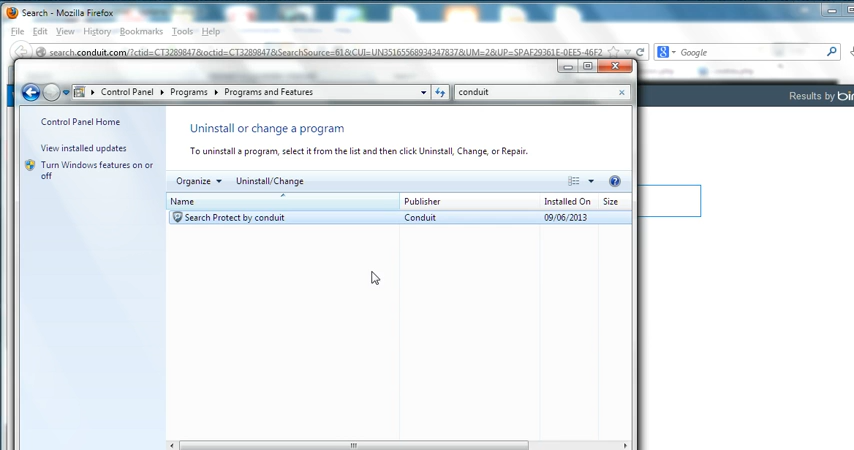 Search - Mozilla Firefox
File Edit View History Bookmarks Tools Help
search.conduit.com/?ctid=CT3289847&octid=CT3289847&SearchSource=61&CUI=UN35165568934347837&UM=2&UP=SPAF29361E-0EE5-46F2
Google
Control Panel Programs Programs and Features
conduit
Results by bin
Control Panel Home
View installed updates
Turn Windows features on or
off
Uninstall or change a program
To uninstall a program, select it from the list and then click Uninstall, Change, or Repair.
Organize Uninstall/Change
Name Publisher Installed On Size
Search Protect by conduit Conduit 09/06/2013